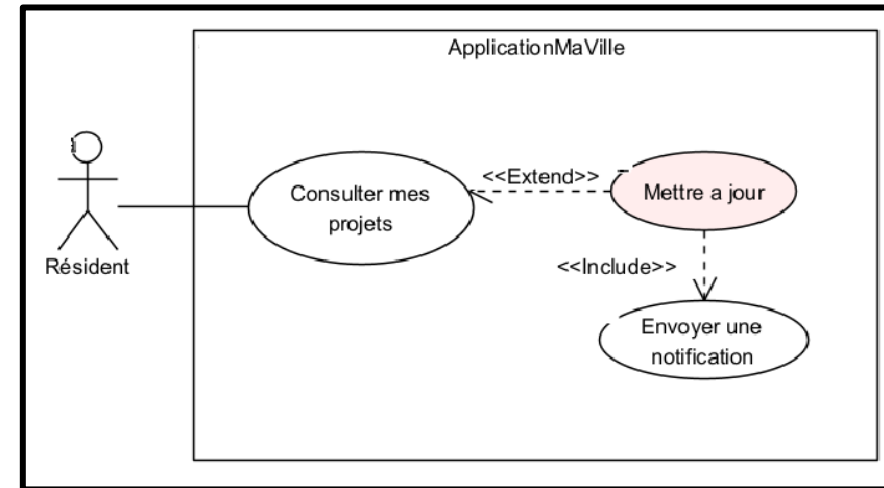 ApplicationMaVille
Consulter mes
projets
<<Extend>>
Mettre a jour
Résident
<<Include>>
Envoyer une
notification